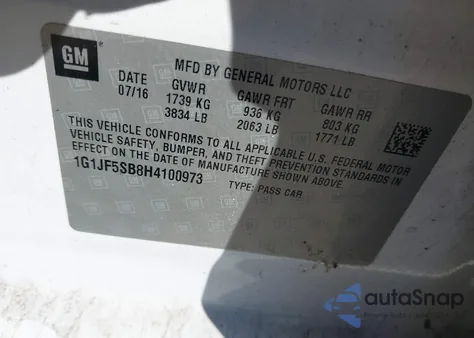 GM
MFD BY GENERAL MOTORS LLC
DATE GVWR GAWR FRT GAWR RR
07/16 1739 KG 936 KG 803 KG
3834 LB 2063 LB 1771 LB
THIS VEHICLE CONFORMS TO ALL APPLICABLE U.S. FEDERAL MOTOR
VEHICLE SAFETY, BUMPER, AND THEFT PREVENTION STANDARDS IN
EFFECT ON THE DATE OF MANUFACTURE SHOWN ABOVE.
1G1JF5SB8H4100973
TYPE: PASS CAR
autoSnap